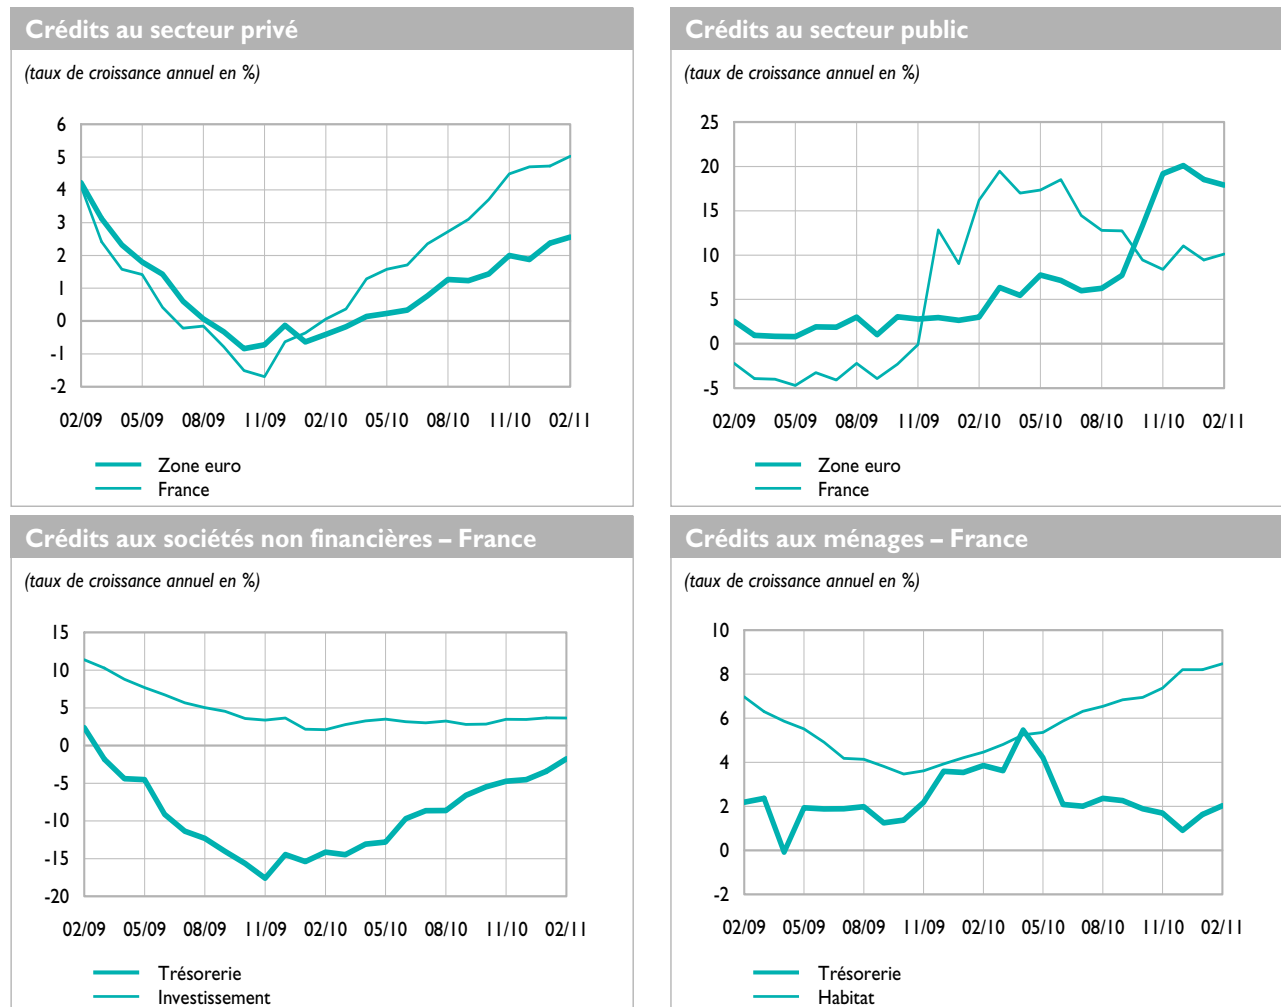 Crédits au secteur privé
(taux de croissance annuel en %)
6
5
4
3
2
1
0
-1
-2
02/09 05/09 08/09 11/09 02/10 05/10 08/10 11/10 02/11
Zone euro
France
Crédits au secteur public
(taux de croissance annuel en %)
25
20
15
10
5
0
-5
02/09 05/09 08/09 11/09 02/10 05/10 08/10 11/10 02/11
Zone euro
France
Crédits aux sociétés non financières – France
(taux de croissance annuel en %)
15
10
5
0
-5
-10
-15
-20
02/09 05/09 08/09 11/09 02/10 05/10 08/10 11/10 02/11
Trésorerie
Investissement
Crédits aux ménages – France
(taux de croissance annuel en %)
10
8
6
4
2
0
-2
02/09 05/09 08/09 11/09 02/10 05/10 08/10 11/10 02/11
Trésorerie
Habitat